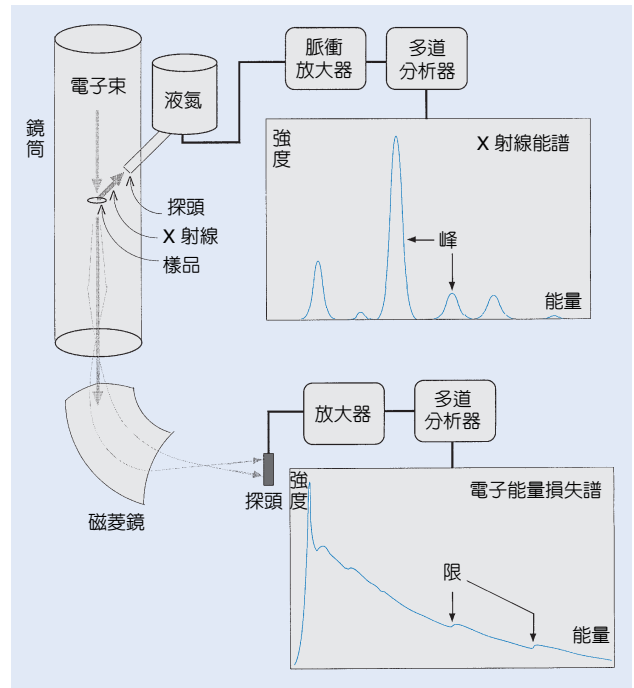 電子束
液氮
脈衝
放大器
多道
分析器
鏡筒
強度
X 射線能譜
探頭
X 射線
樣品
峰
能量
放大器
多道
分析器
探頭
強度
電子能量損失譜
磁菱鏡
限
能量